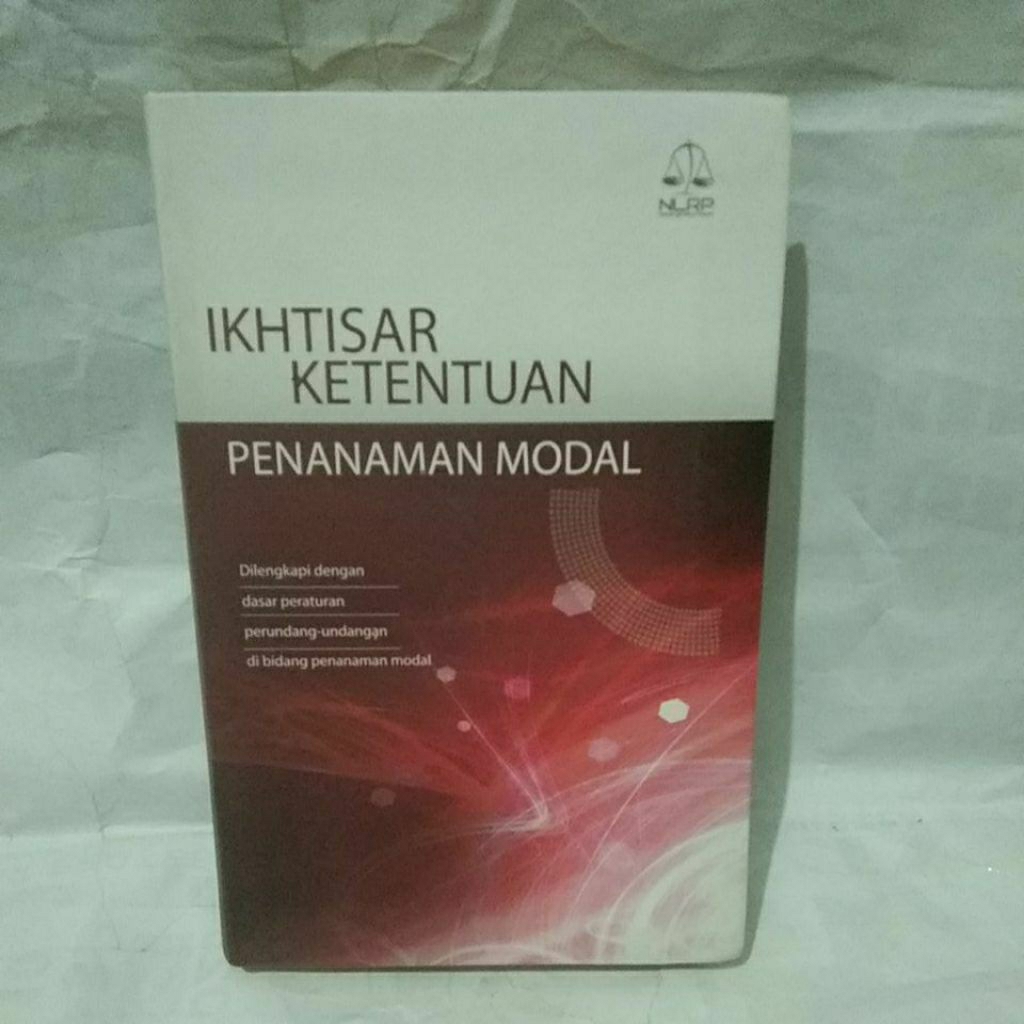 NLRP
IKHTISAR
KETENTUAN
PENANAMAN MODAL
Dilengkapi dengan
dasar peraturan
perundang-undangan
di bidang penanaman modal